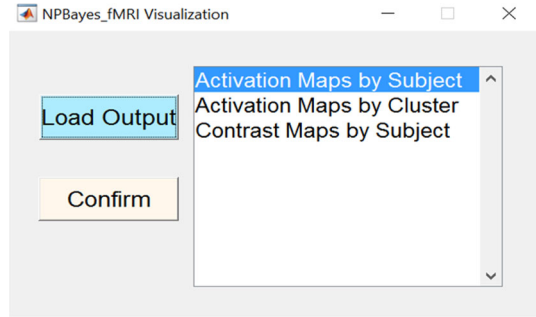 NPBayes_fMRI Visualization
Load Output
Confirm
Activation Maps by Subject
Activation Maps by Cluster
Contrast Maps by Subject